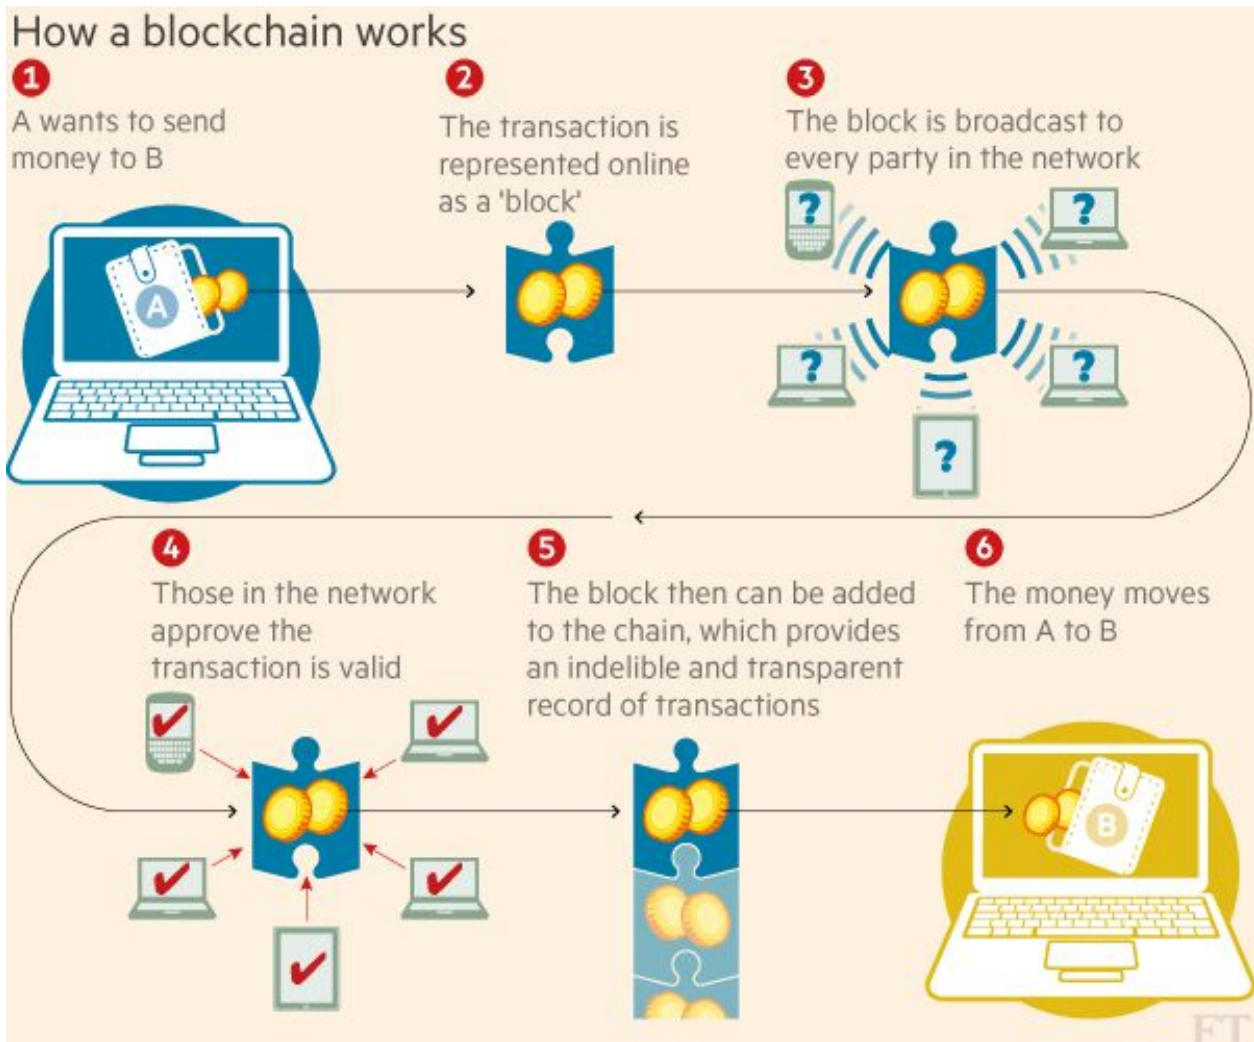 How a blockchain works
1
A wants to send
money to B
2
The transaction is
represented online
as a 'block'
3
The block is broadcast to
every party in the network
A
?
?
?
?
?
4
Those in the network
approve the
transaction is valid
5
The block then can be added
to the chain, which provides
an indelible and transparent
record of transactions
6
The money moves
from A to B
B
FT